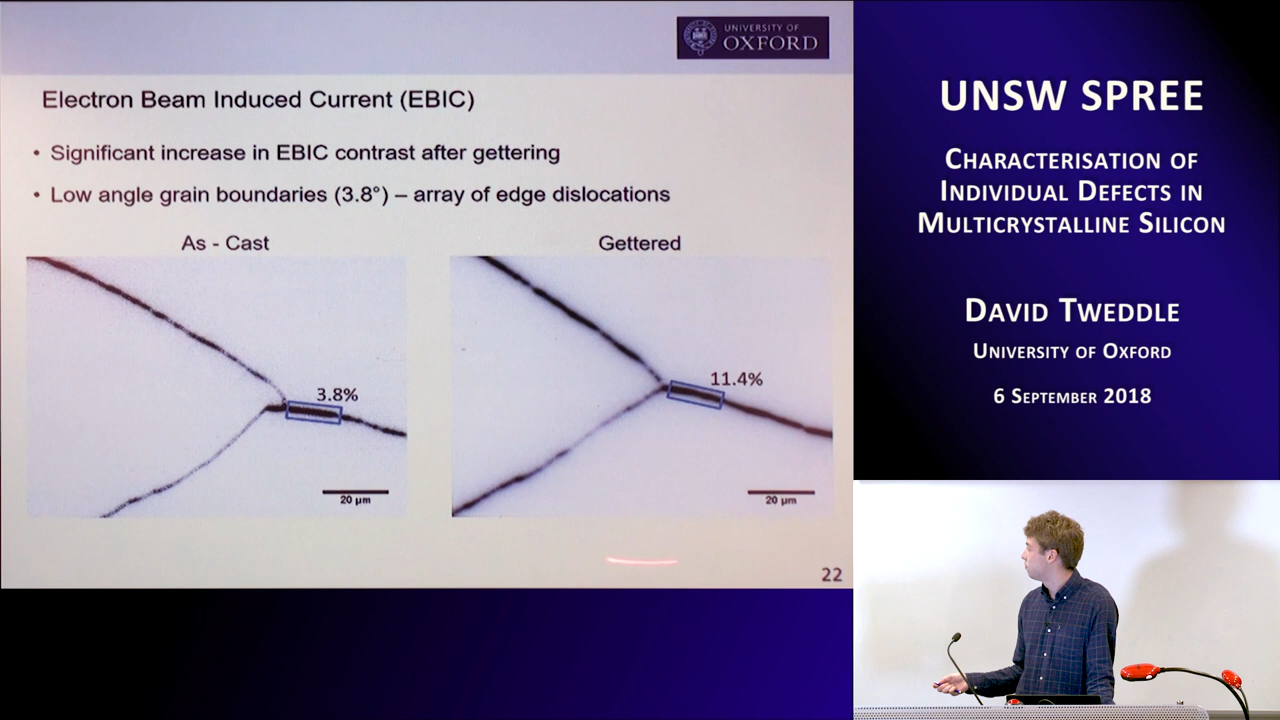 UNIVERSITY OF
OXFORD
Electron Beam Induced Current (EBIC)
• Significant increase in EBIC contrast after gettering
• Low angle grain boundaries (3.8°) – array of edge dislocations
As - Cast
Gettered
3.8%
11.4%
20 µm
20 µm
22
UNSW SPREE
CHARACTERISATION OF
INDIVIDUAL DEFECTS IN
MULTICRYSTALLINE SILICON
DAVID TWEDDLE
UNIVERSITY OF OXFORD
6 SEPTEMBER 2018